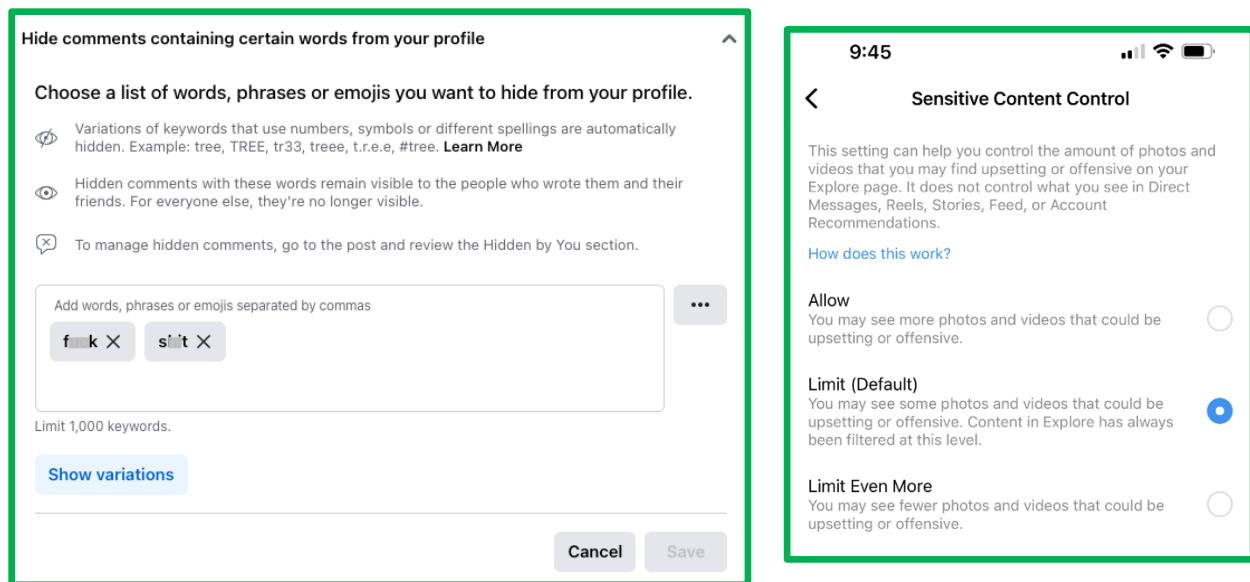 Hide comments containing certain words from your profile
Choose a list of words, phrases or emojis you want to hide from your profile.
Variations of keywords that use numbers, symbols or different spellings are automatically
hidden. Example: tree, TREE, tr33, treee, t.r.e.e, #tree. Learn More
Hidden comments with these words remain visible to the people who wrote them and their
friends. For everyone else, they're no longer visible.
To manage hidden comments, go to the post and review the Hidden by You section.
Add words, phrases or emojis separated by commas
Limit 1,000 keywords.
Show variations
Cancel
Save
9:45
Sensitive Content Control
This setting can help you control the amount of photos and
videos that you may find upsetting or offensive on your
Explore page. It does not control what you see in Direct
Messages, Reels, Stories, Feed, or Account
Recommendations.
How does this work?
Allow
You may see more photos and videos that could be
upsetting or offensive.
Limit (Default)
You may see some photos and videos that could be
upsetting or offensive. Content in Explore has always
been filtered at this level.
Limit Even More
You may see fewer photos and videos that could be
upsetting or offensive.